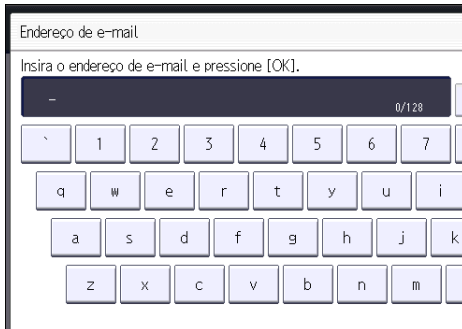 Endereço de e-mail
Insira o endereço de e-mail e pressione [OK].
_
0/128
` 1 2 3 4 5 6 7
q w e r t y u i
a s d f g h j k
z x c v b n m